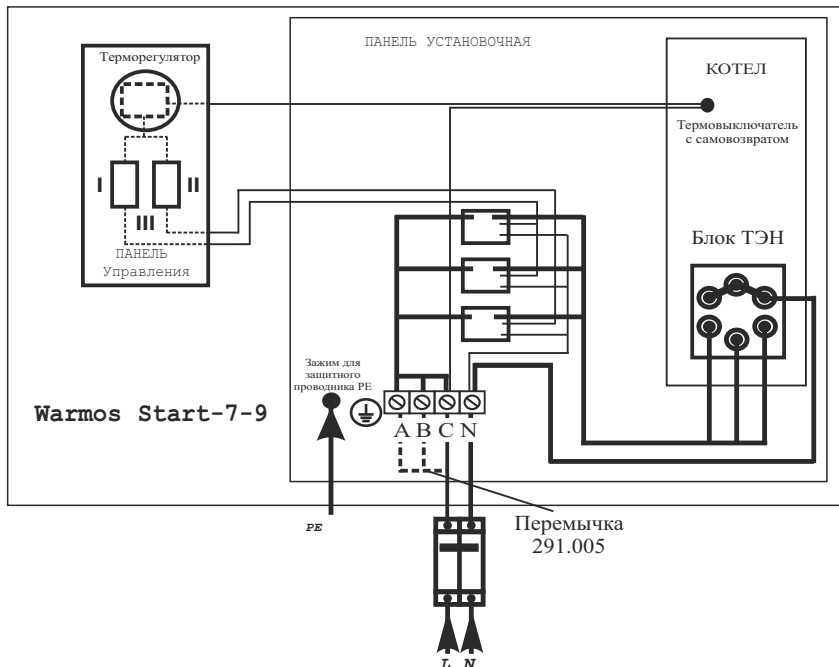 ПАНЕЛЬ УСТАНОВОЧНАЯ
Терморегулятор
КОТЕЛ
Термовыключатель
с самовозвратом
I
II
III
ПАНЕЛЬ
Управления
Блок ТЭН
Зажим для
защитного
проводника PE
Warmos Start-7-9
A B C N
PE
Перемычка
291.005
L N